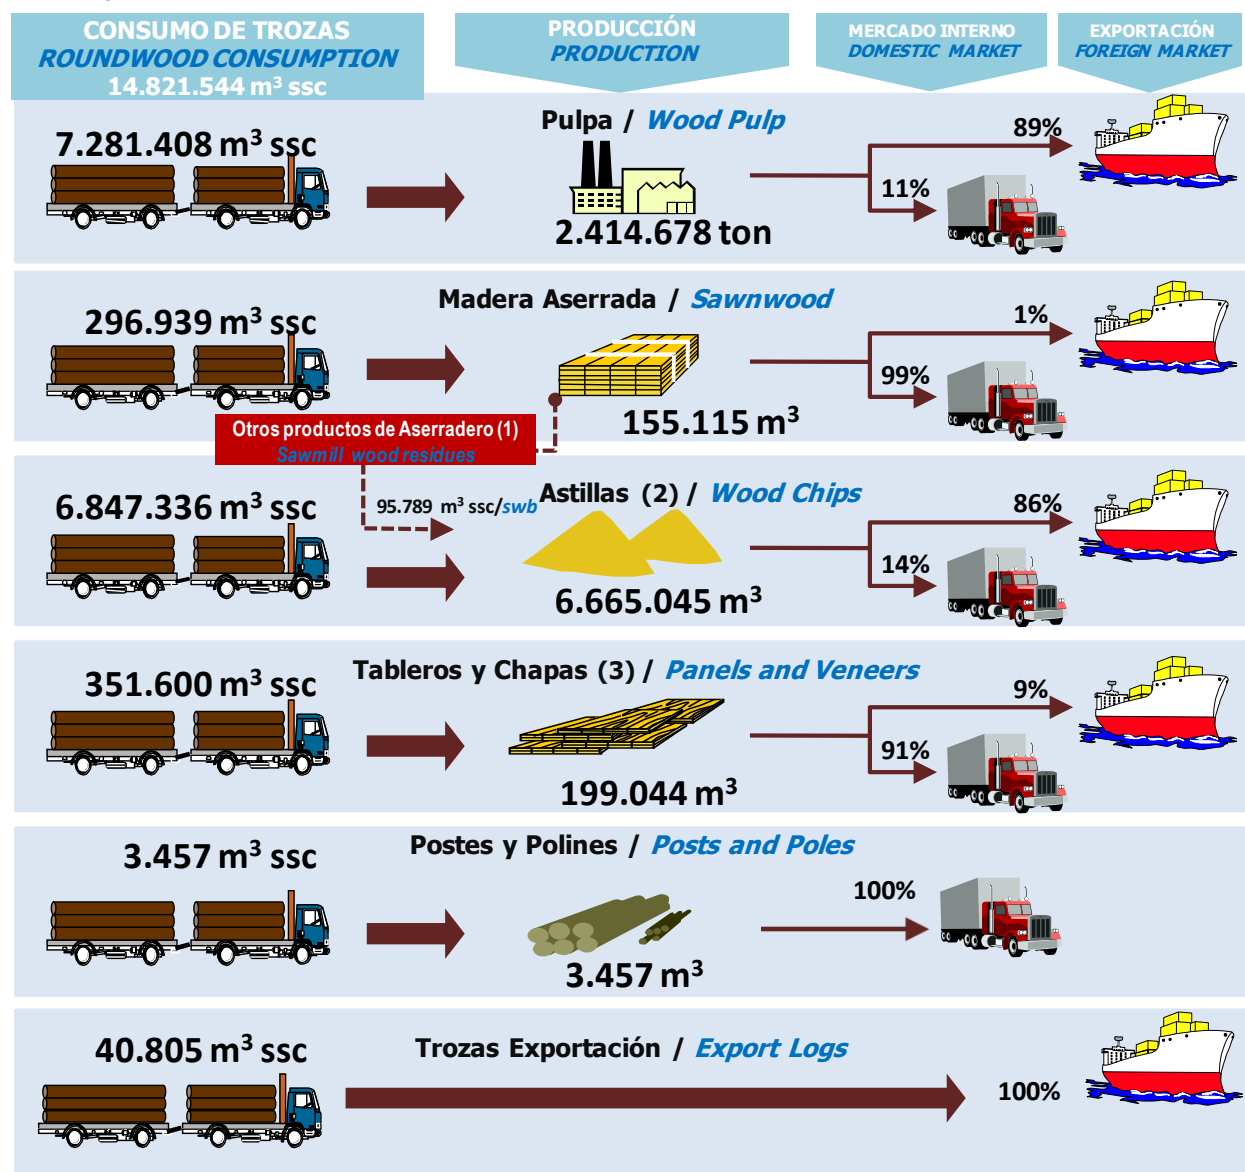 CONSUMO DE TROZAS
ROUNDWOOD CONSUMPTION
14.821.544 m³ ssc
PRODUCCIÓN
PRODUCTION
MERCADO INTERNO
DOMESTIC MARKET
EXPORTACIÓN
FOREIGN MARKET
7.281.408 m³ ssc
Pulpa / Wood Pulp
2.414.678 ton
89%
11%
296.939 m³ ssc
Madera Aserrada / Sawnwood
155.115 m³
1%
99%
Otros productos de Aserradero (1)
Sawmill wood residues
95.789 m³ ssc/swb
6.847.336 m³ ssc
Astillas (2) / Wood Chips
6.665.045 m³
86%
14%
351.600 m³ ssc
Tableros y Chapas (3) / Panels and Veneers
199.044 m³
9%
91%
3.457 m³ ssc
Postes y Polines / Posts and Poles
3.457 m³
100%
40.805 m³ ssc
Trozas Exportación / Export Logs
100%